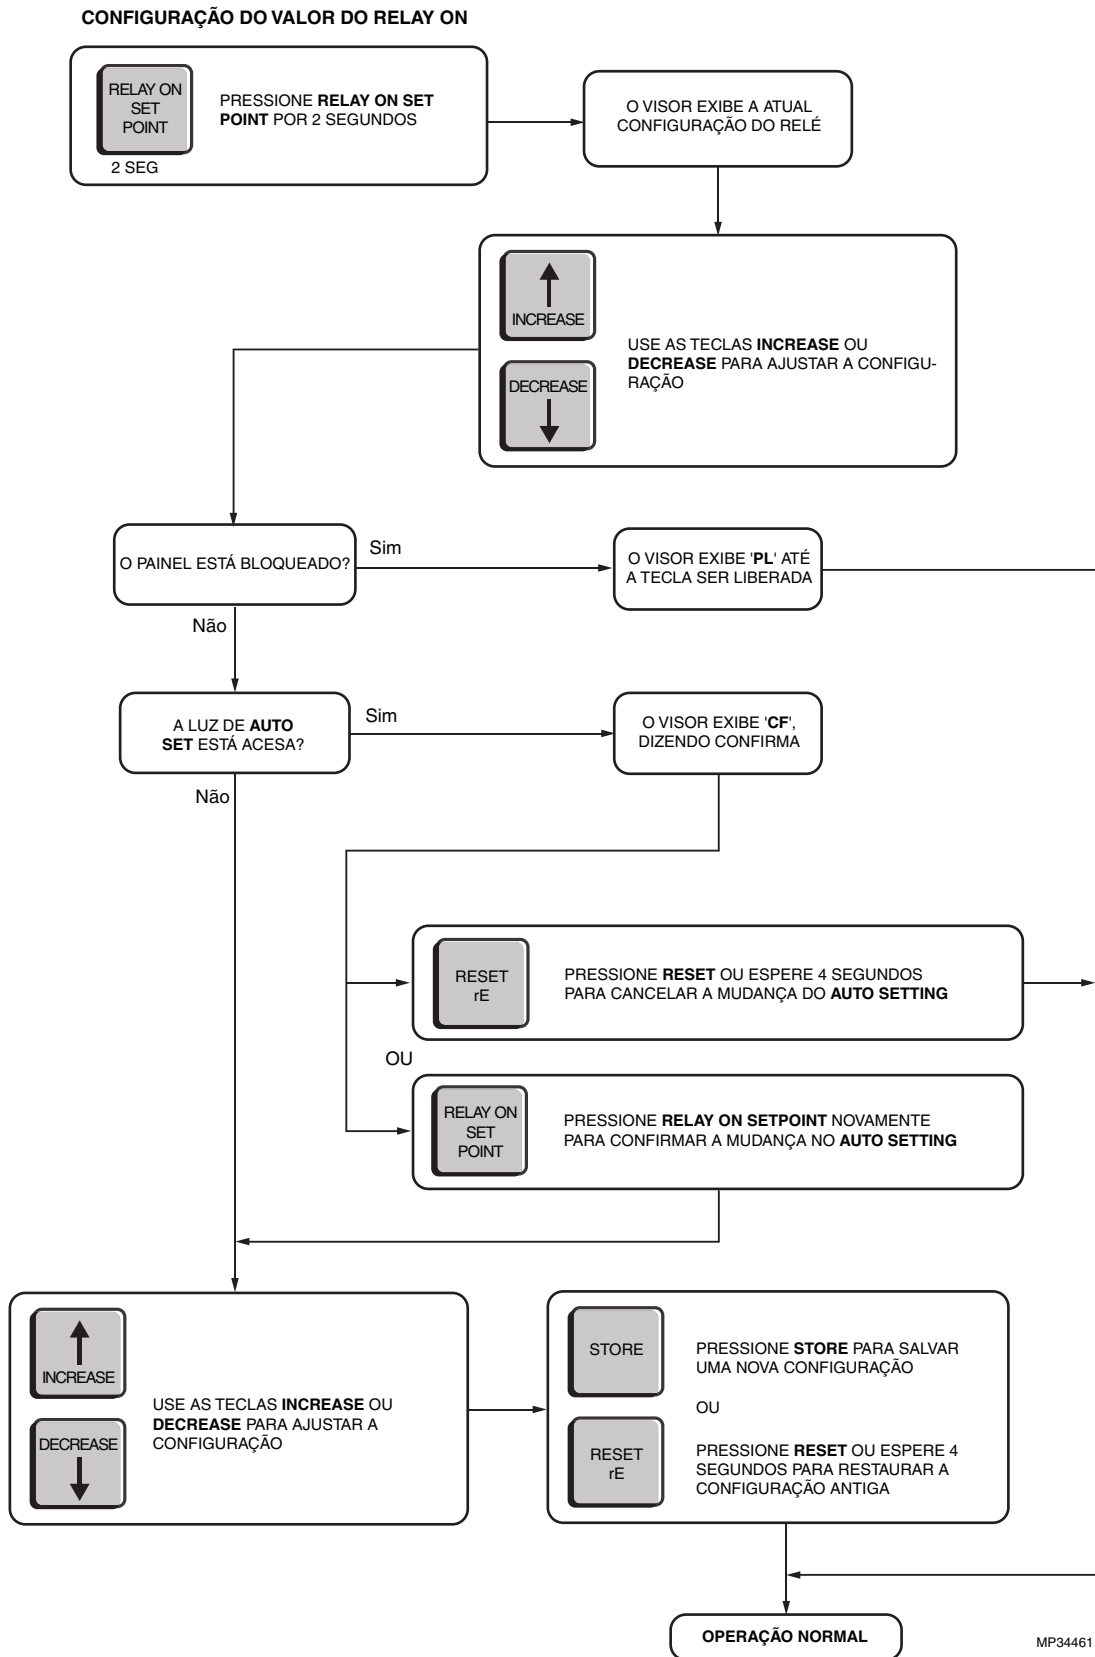 CONFIGURAÇÃO DO VALOR DO RELAY ON
RELAY ON
SET
POINT
2 SEG
PRESSIONE RELAY ON SET
POINT POR 2 SEGUNDOS
O VISOR EXIBE A ATUAL
CONFIGURAÇÃO DO RELÉ
INCREASE
DECREASE
USE AS TECLAS INCREASE OU
DECREASE PARA AJUSTAR A CONFIGU-
RAÇÃO
O PAINEL ESTÁ BLOQUEADO?
Sim
O VISOR EXIBE 'PL' ATÉ
A TECLA SER LIBERADA
Não
A LUZ DE AUTO
SET ESTÁ ACESA?
Sim
O VISOR EXIBE 'CF',
DIZENDO CONFIRMA
Não
RESET
rE
PRESSIONE RESET OU ESPERE 4 SEGUNDOS
PARA CANCELAR A MUDANÇA DO AUTO SETTING
OU
RELAY ON
SET
POINT
PRESSIONE RELAY ON SETPOINT NOVAMENTE
PARA CONFIRMAR A MUDANÇA NO AUTO SETTING
INCREASE
DECREASE
USE AS TECLAS INCREASE OU
DECREASE PARA AJUSTAR A
CONFIGURAÇÃO
STORE
PRESSIONE STORE PARA SALVAR
UMA NOVA CONFIGURAÇÃO
OU
RESET
rE
PRESSIONE RESET OU ESPERE 4
SEGUNDOS PARA RESTAURAR A
CONFIGURAÇÃO ANTIGA
OPERAÇÃO NORMAL
MP34461